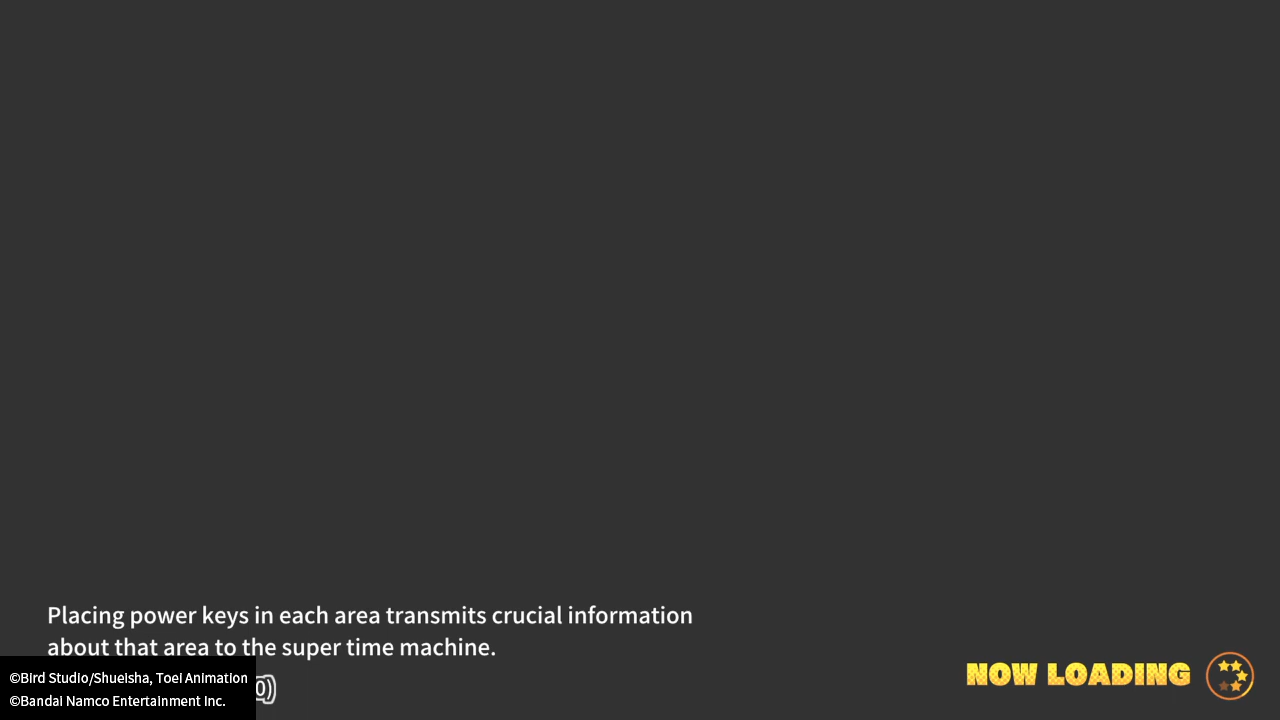 Placing power keys in each area transmits crucial information
about that area to the super time machine.
©Bird Studio/Shueisha, Toei Animation
©Bandai Namco Entertainment Inc.
NOW LOADING